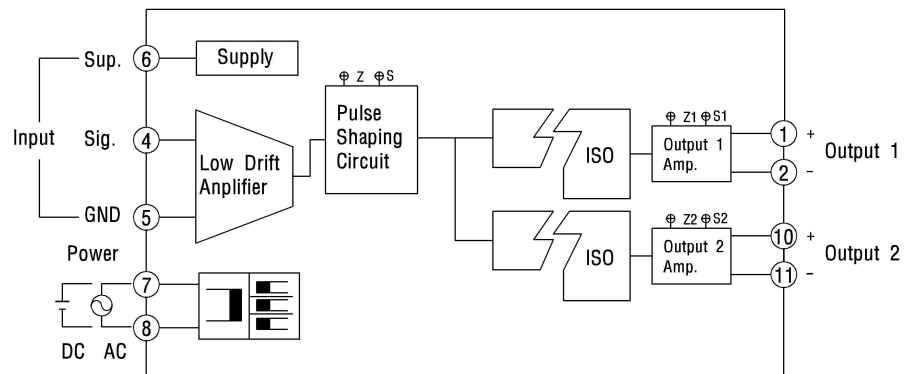 Sup.
6
Supply
Z
S
Pulse
Shaping
Circuit
Input
Sig.
4
Low Drift
Anplifier
ISO
Z1
S1
Output 1
Amp.
1
+
2
-
Output 1
GND
5
ISO
Z2
S2
Output 2
Amp.
10
+
11
-
Output 2
Power
7
8
DC
AC